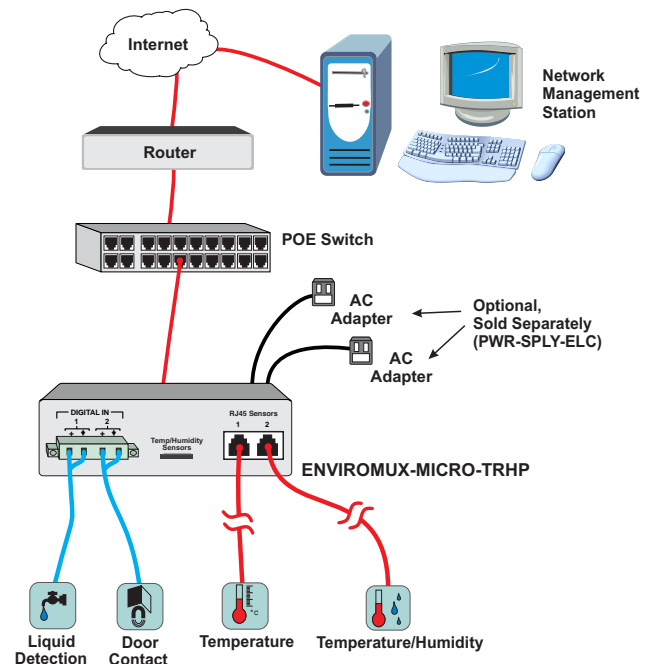 Internet
Network
Management
Station
Router
POE Switch
AC
Adapter
Optional,
Sold Separately
(PWR-SPLY-ELC)
AC
Adapter
DIGITAL IN
1 2
+ +
Temp/Humidity
Sensors
RJ45 Sensors
1 2
ENVIROMUX-MICRO-TRHP
°C
Liquid
Detection
Door
Contact
Temperature
Temperature/Humidity